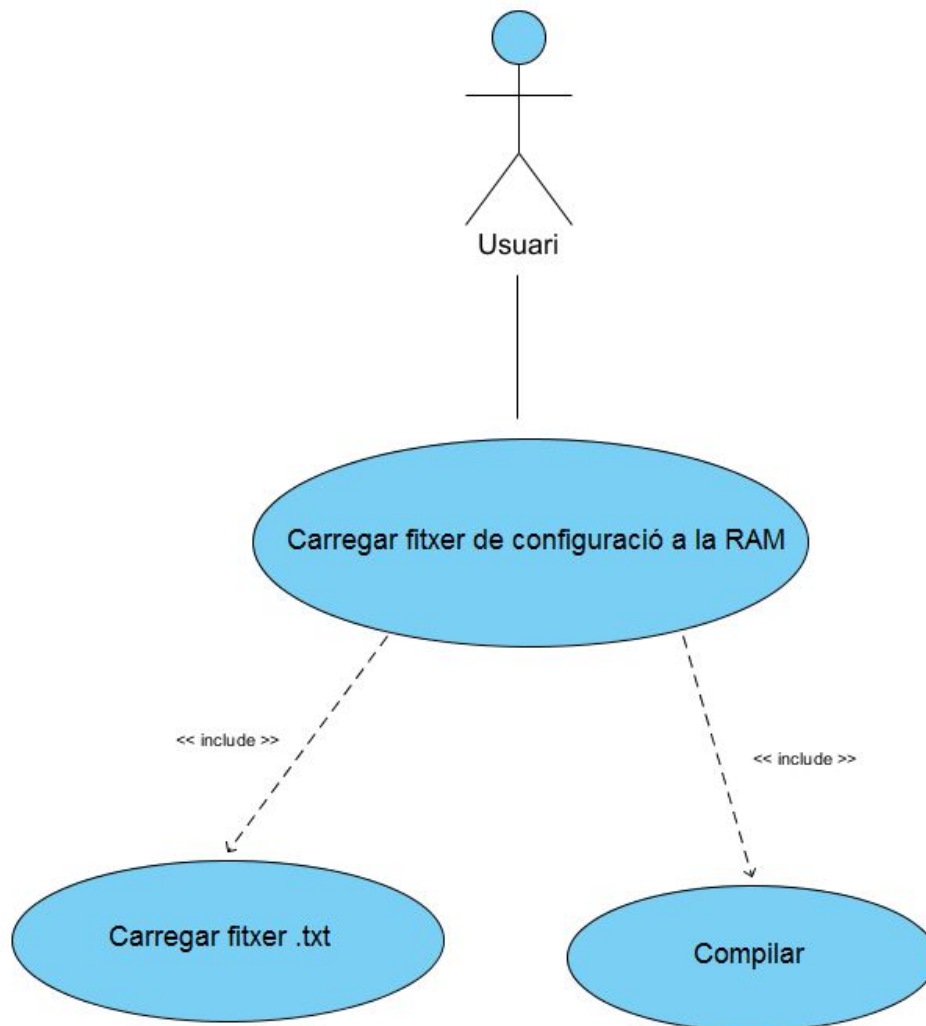 Usuari
Carregar fitxer de configuració a la RAM
<< include >>
<< include >>
Carregar fitxer .txt
Compilar